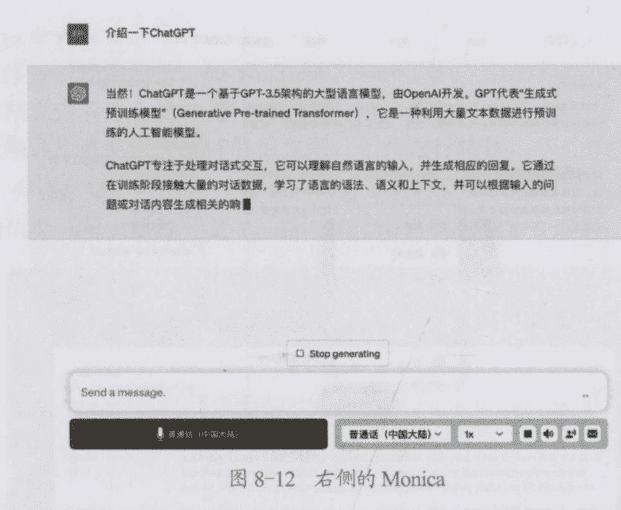 介绍一下ChatGPT
当然！ChatGPT是一个基于GPT-3.5架构的大型语言模型，由OpenAI开发。GPT代表“生成式
预训练模型”（Generative Pre-trained Transformer），它是一种利用大量文本数据进行预训
练的人工智能模型。
ChatGPT专注于处理对话式交互，它可以理解自然语言的输入，并生成相应的回复。它通过
在训练阶段接触大量的对话数据，学习了语言的语法、语义和上下文，并可以根据输入的问
题或对话内容生成相关的响
Stop generating
Send a message.
普通话（中国大陆） 普通话（中国大陆） 1x
图 8-12 右侧的 Monica